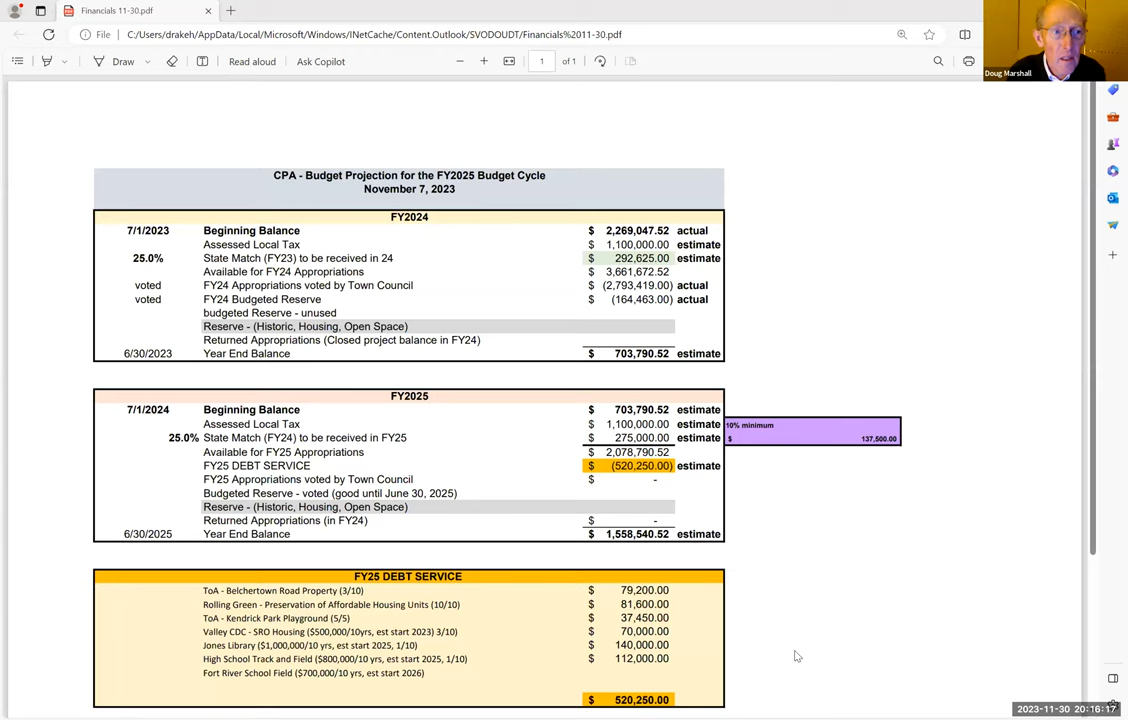 Financials 11-30.pdf
File C:/Users/drakeh/AppData/Local/Microsoft/Windows/INetCache/Content.Outlook/SVODOUDT/Financials%2011-30.pdf
Draw Read aloud Ask Copilot 1 of 1
Doug Marshall
CPA - Budget Projection for the FY2025 Budget Cycle
November 7, 2023
FY2024
7/1/2023 Beginning Balance $ 2,269,047.52 actual
Assessed Local Tax $ 1,100,000.00 estimate
25.0% State Match (FY23) to be received in 24 $ 292,625.00 estimate
Available for FY24 Appropriations $ 3,661,672.52
voted FY24 Appropriations voted by Town Council $ (2,793,419.00) actual
voted FY24 Budgeted Reserve $ (164,463.00) actual
budgeted Reserve - unused
Reserve - (Historic, Housing, Open Space)
Returned Appropriations (Closed project balance in FY24)
6/30/2023 Year End Balance $ 703,790.52 estimate
FY2025
7/1/2024 Beginning Balance $ 703,790.52 estimate
Assessed Local Tax $ 1,100,000.00 estimate
10% minimum
25.0% State Match (FY24) to be received in FY25 $ 275,000.00 estimate
$ 137,500.00
Available for FY25 Appropriations $ 2,078,790.52
FY25 DEBT SERVICE $ (520,250.00) estimate
FY25 Appropriations voted by Town Council $ -
Budgeted Reserve - voted (good until June 30, 2025)
Reserve - (Historic, Housing, Open Space)
Returned Appropriations (in FY24) $ -
6/30/2025 Year End Balance $ 1,558,540.52 estimate
FY25 DEBT SERVICE
ToA - Belchertown Road Property (3/10) $ 79,200.00
Rolling Green - Preservation of Affordable Housing Units (10/10) $ 81,600.00
ToA - Kendrick Park Playground (5/5) $ 37,450.00
Valley CDC - SRO Housing ($500,000/10yrs, est start 2023) 3/10) $ 70,000.00
Jones Library ($1,000,000/10 yrs, est start 2025, 1/10) $ 140,000.00
High School Track and Field ($800,000/10 yrs, est start 2025, 1/10) $ 112,000.00
Fort River School Field ($700,000/10 yrs, est start 2026)
$ 520,250.00
2023-11-30 20:16:17